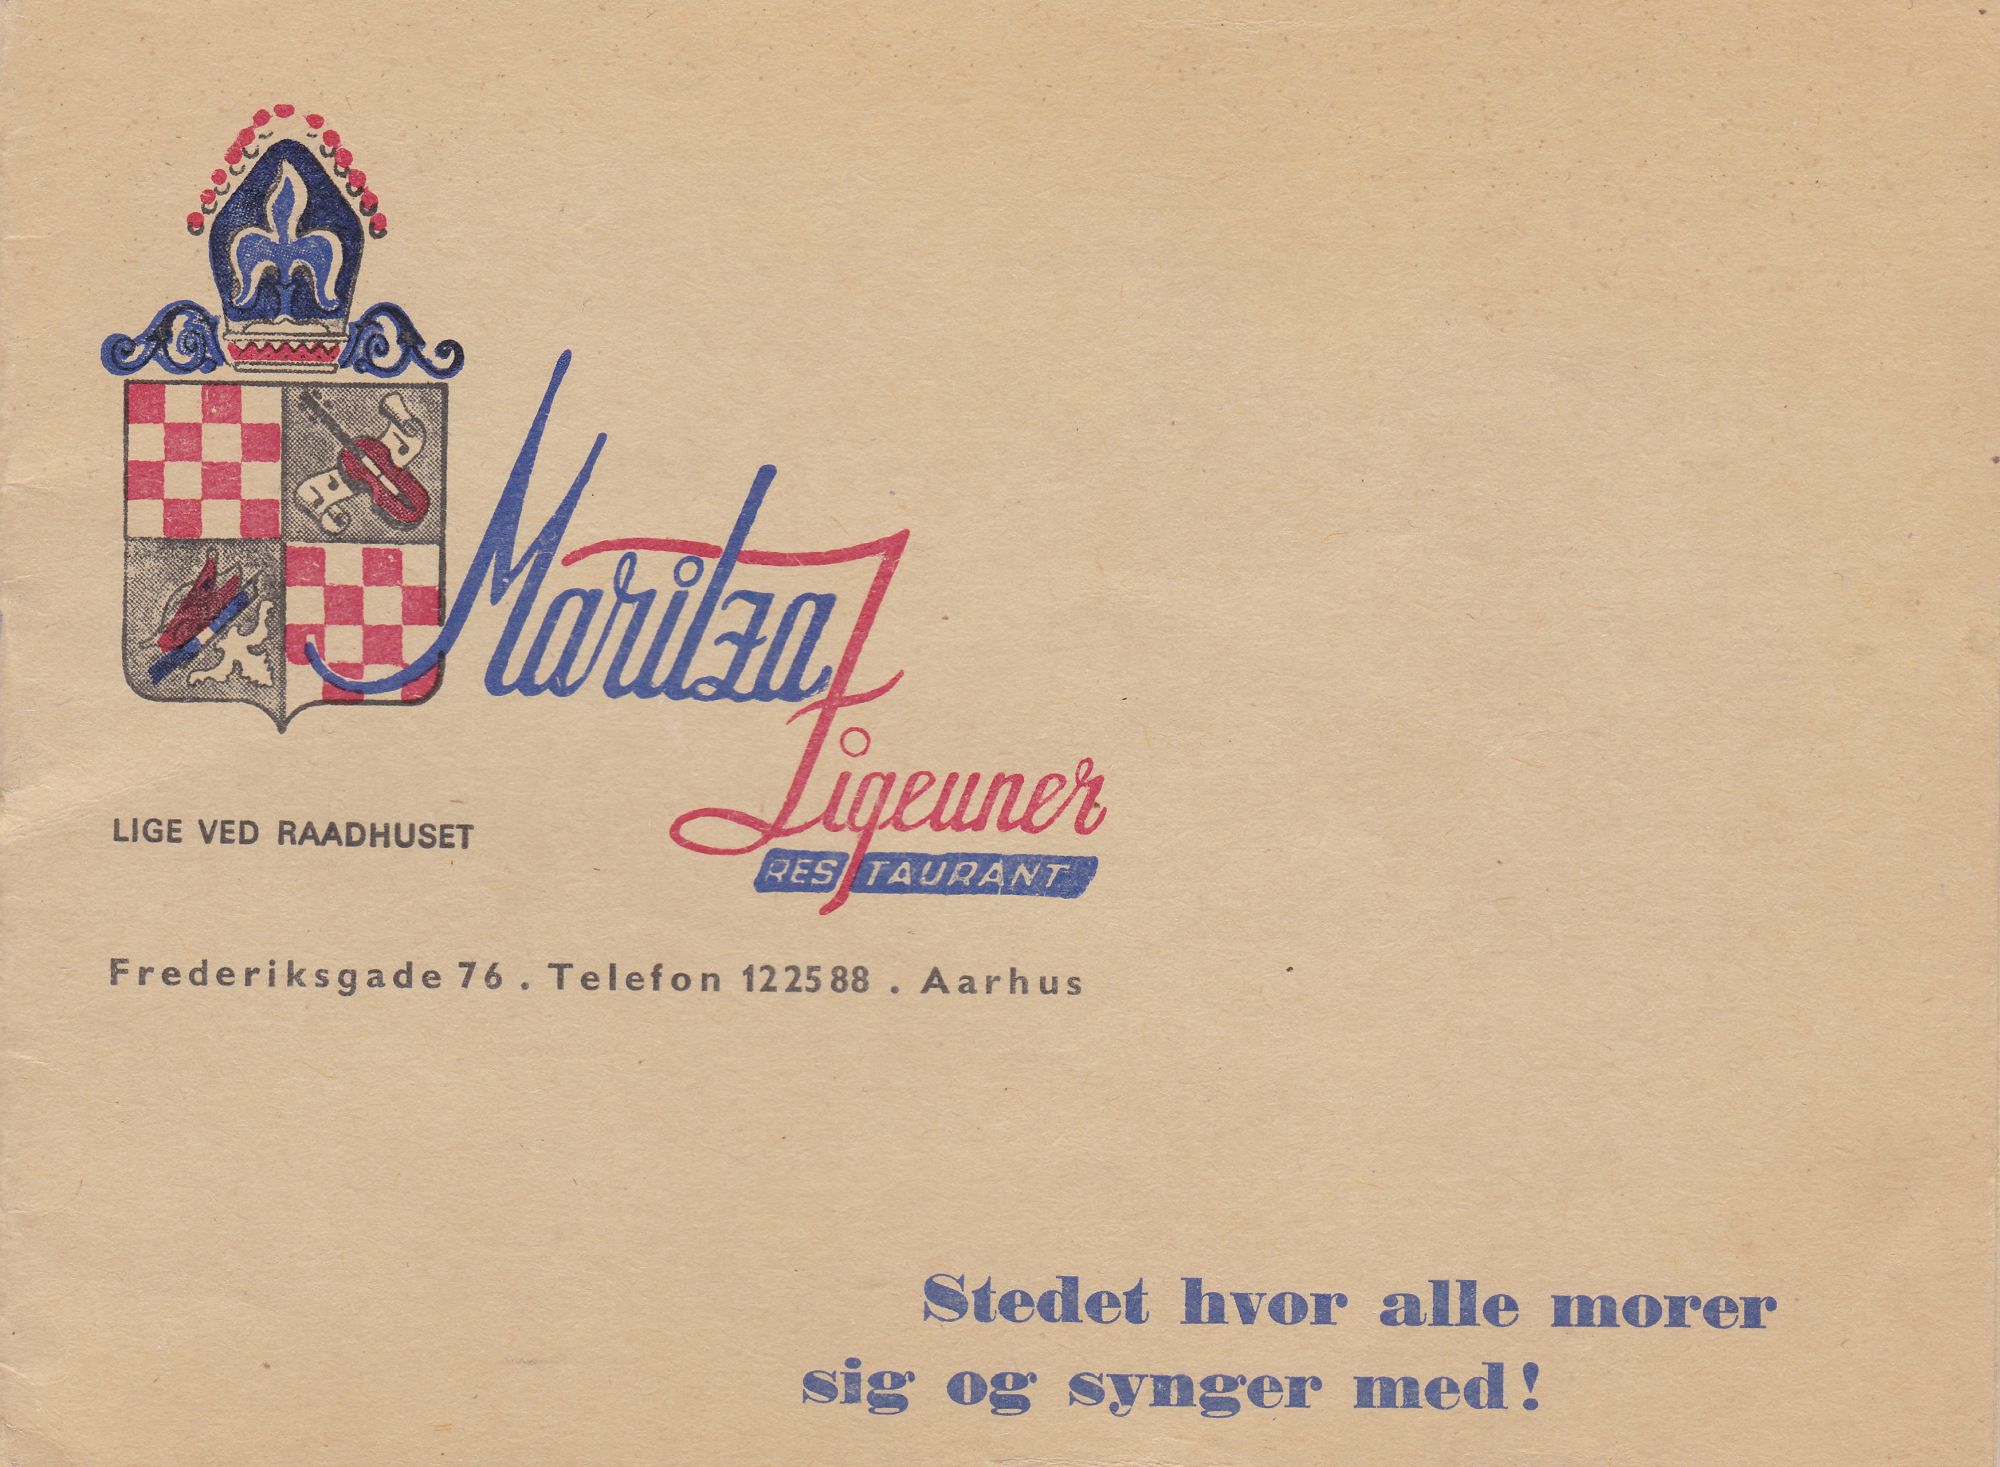 Maritza
Zigeuner
RESTAURANT
LIGE VED RAADHUSET
Frederiksgade 76 . Telefon 122588 . Aarhus
Stedet hvor alle morer
sig og synger med!